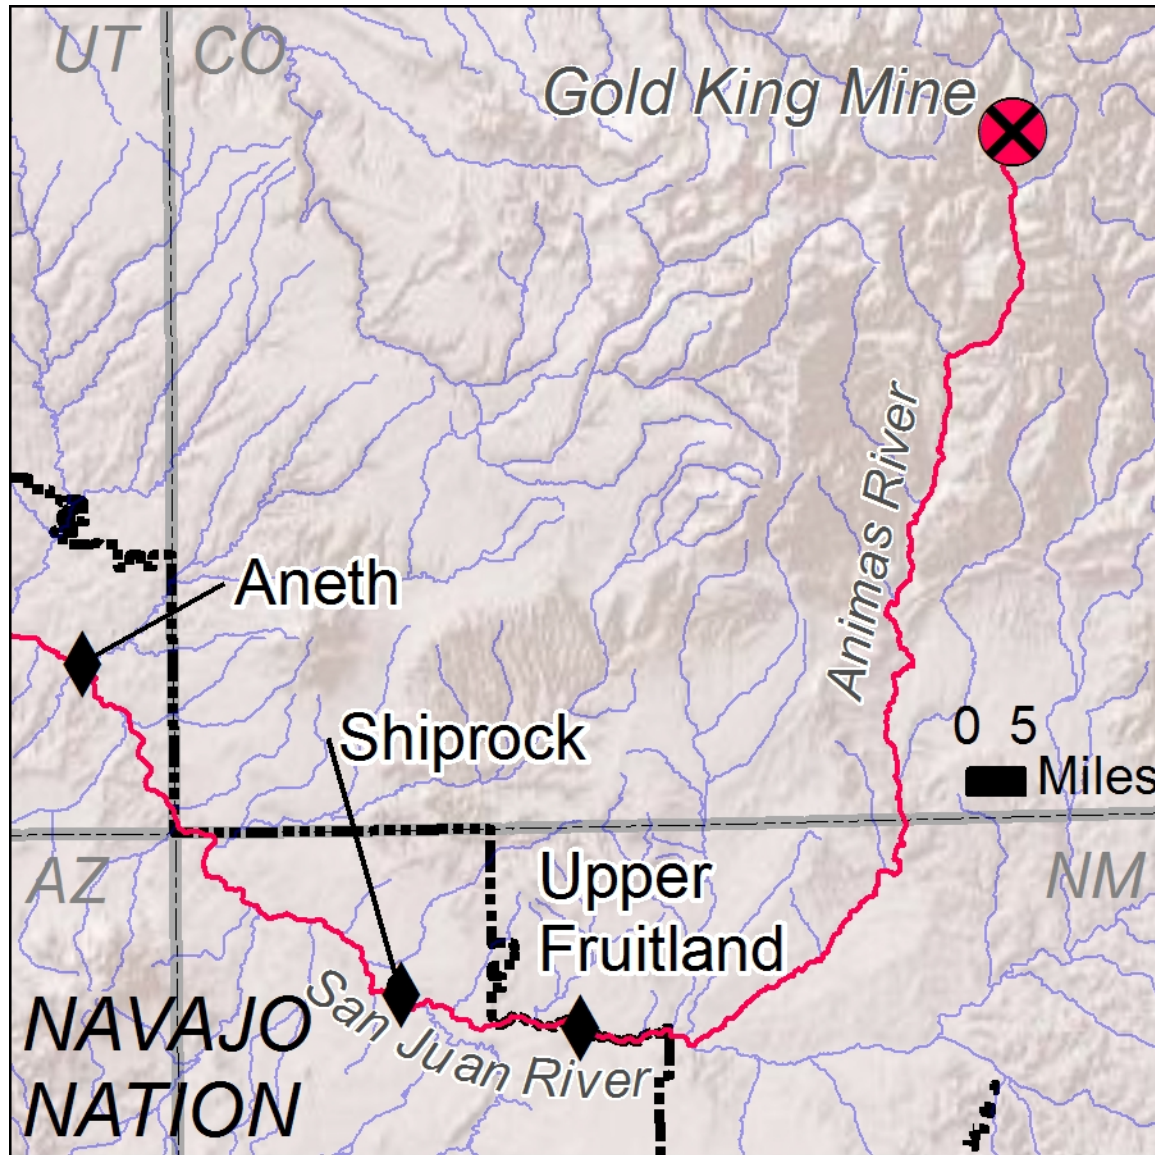 UT CO
Gold King Mine
Animas River
Aneth
Shiprock
0 5
Miles
AZ
NM
Upper
Fruitland
San Juan River
NAVAJO
NATION